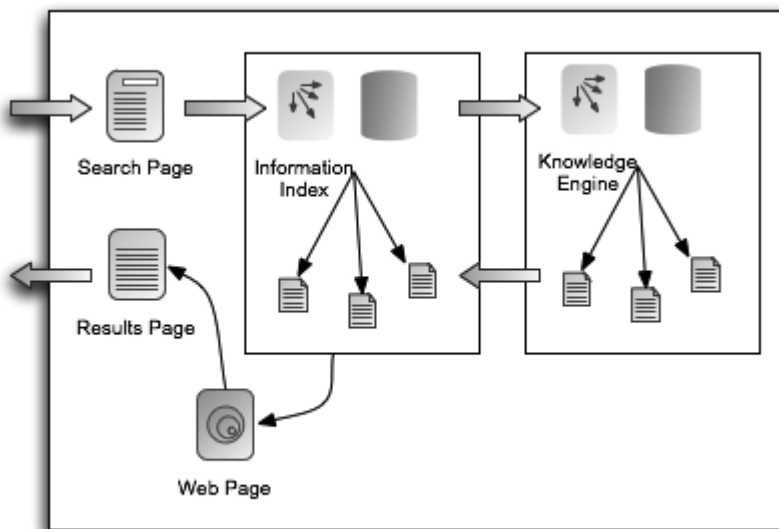 Search Page
Information
Index
Knowledge
Engine
Results Page
Web Page